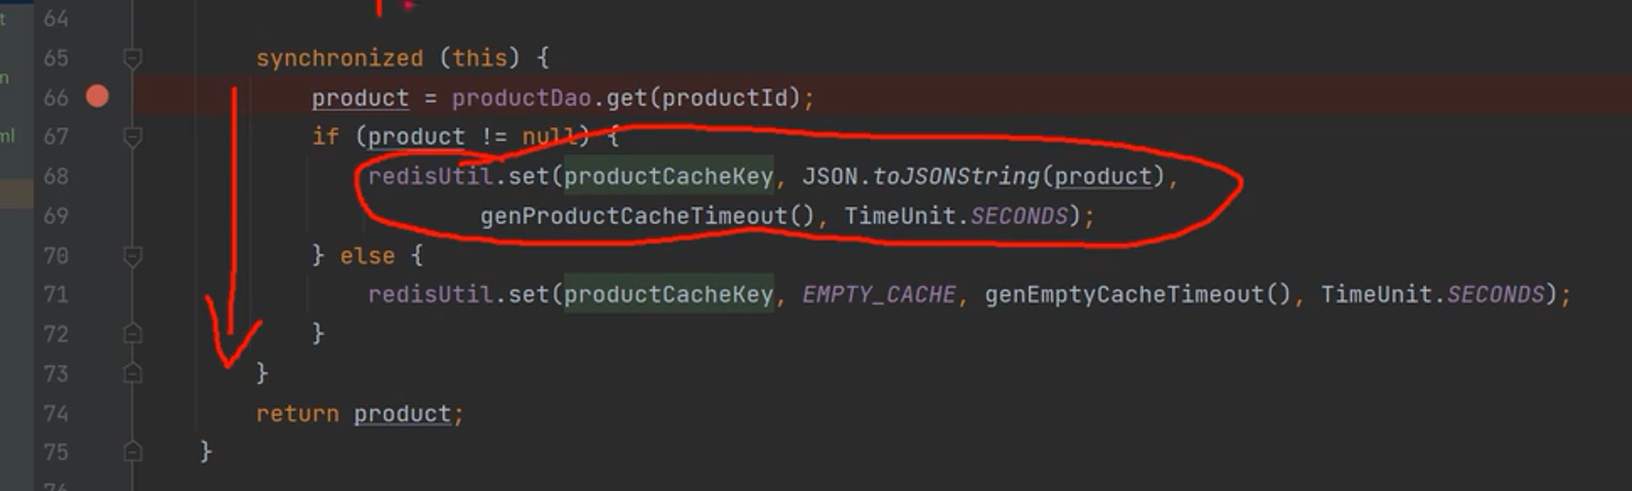 t
64
65 synchronized (this) {
n
66 product = productDao.get(productId);
ml
67 if (product != null) {
68 redisUtil.set(productCacheKey, JSON.toJSONString(product),
69 genProductCacheTimeout(), TimeUnit.SECONDS);
70 } else {
71 redisUtil.set(productCacheKey, EMPTY_CACHE, genEmptyCacheTimeout(), TimeUnit.SECONDS);
72 }
73 }
74 return product;
75 }